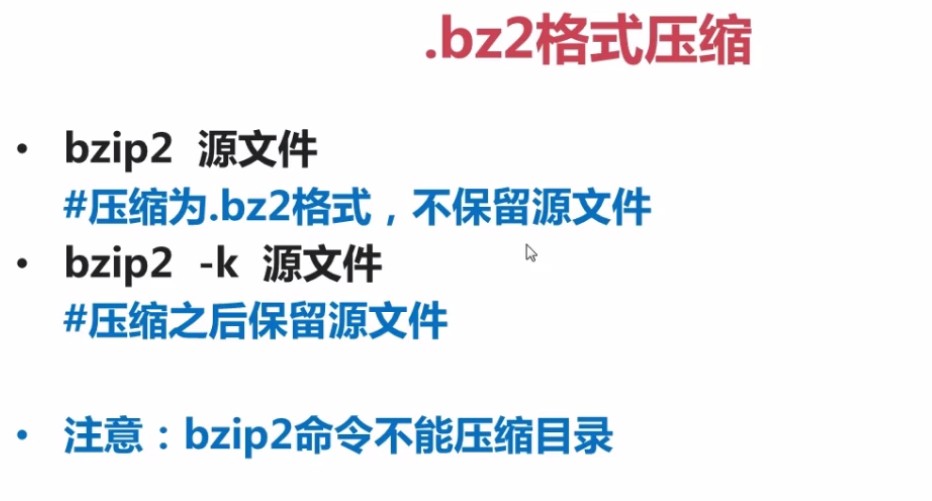 .bz2格式压缩
• bzip2 源文件
#压缩为.bz2格式，不保留源文件
• bzip2 -k 源文件
#压缩之后保留源文件
• 注意：bzip2命令不能压缩目录